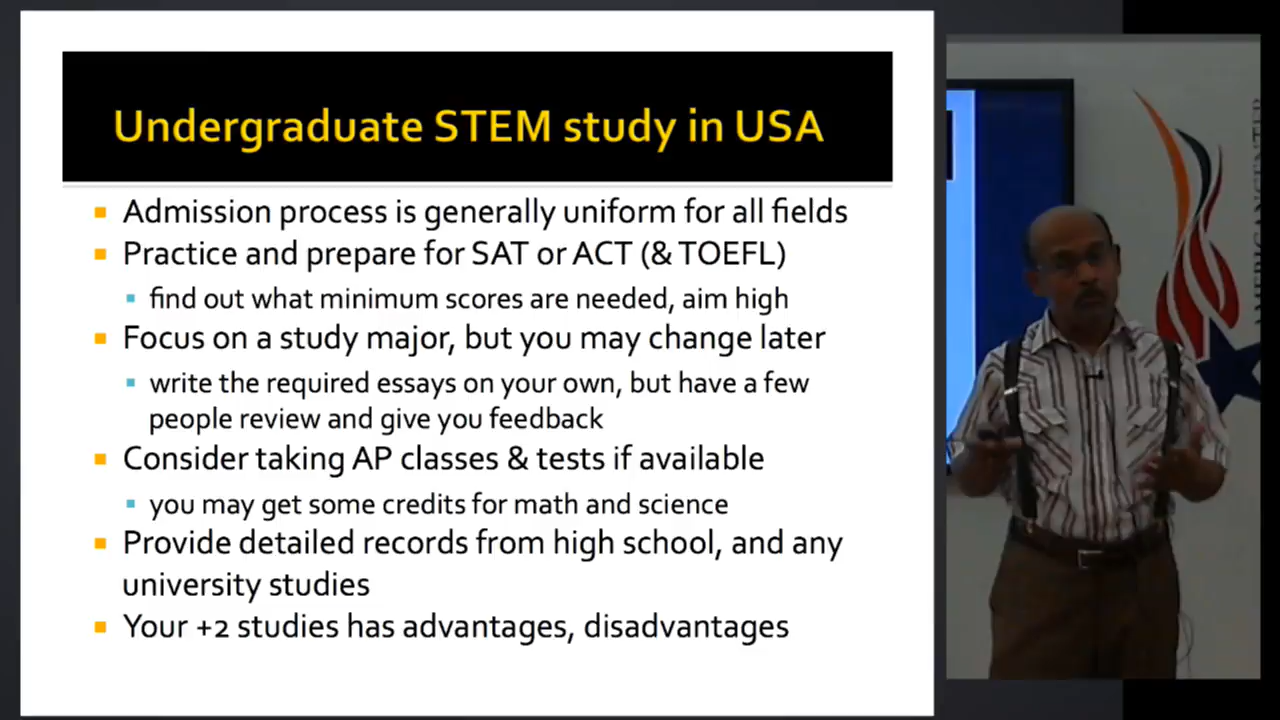 Undergraduate STEM study in USA
Admission process is generally uniform for all fields
Practice and prepare for SAT or ACT (& TOEFL)
find out what minimum scores are needed, aim high
Focus on a study major, but you may change later
write the required essays on your own, but have a few
people review and give you feedback
Consider taking AP classes & tests if available
you may get some credits for math and science
Provide detailed records from high school, and any
university studies
Your +2 studies has advantages, disadvantages
AMERICANCENTER